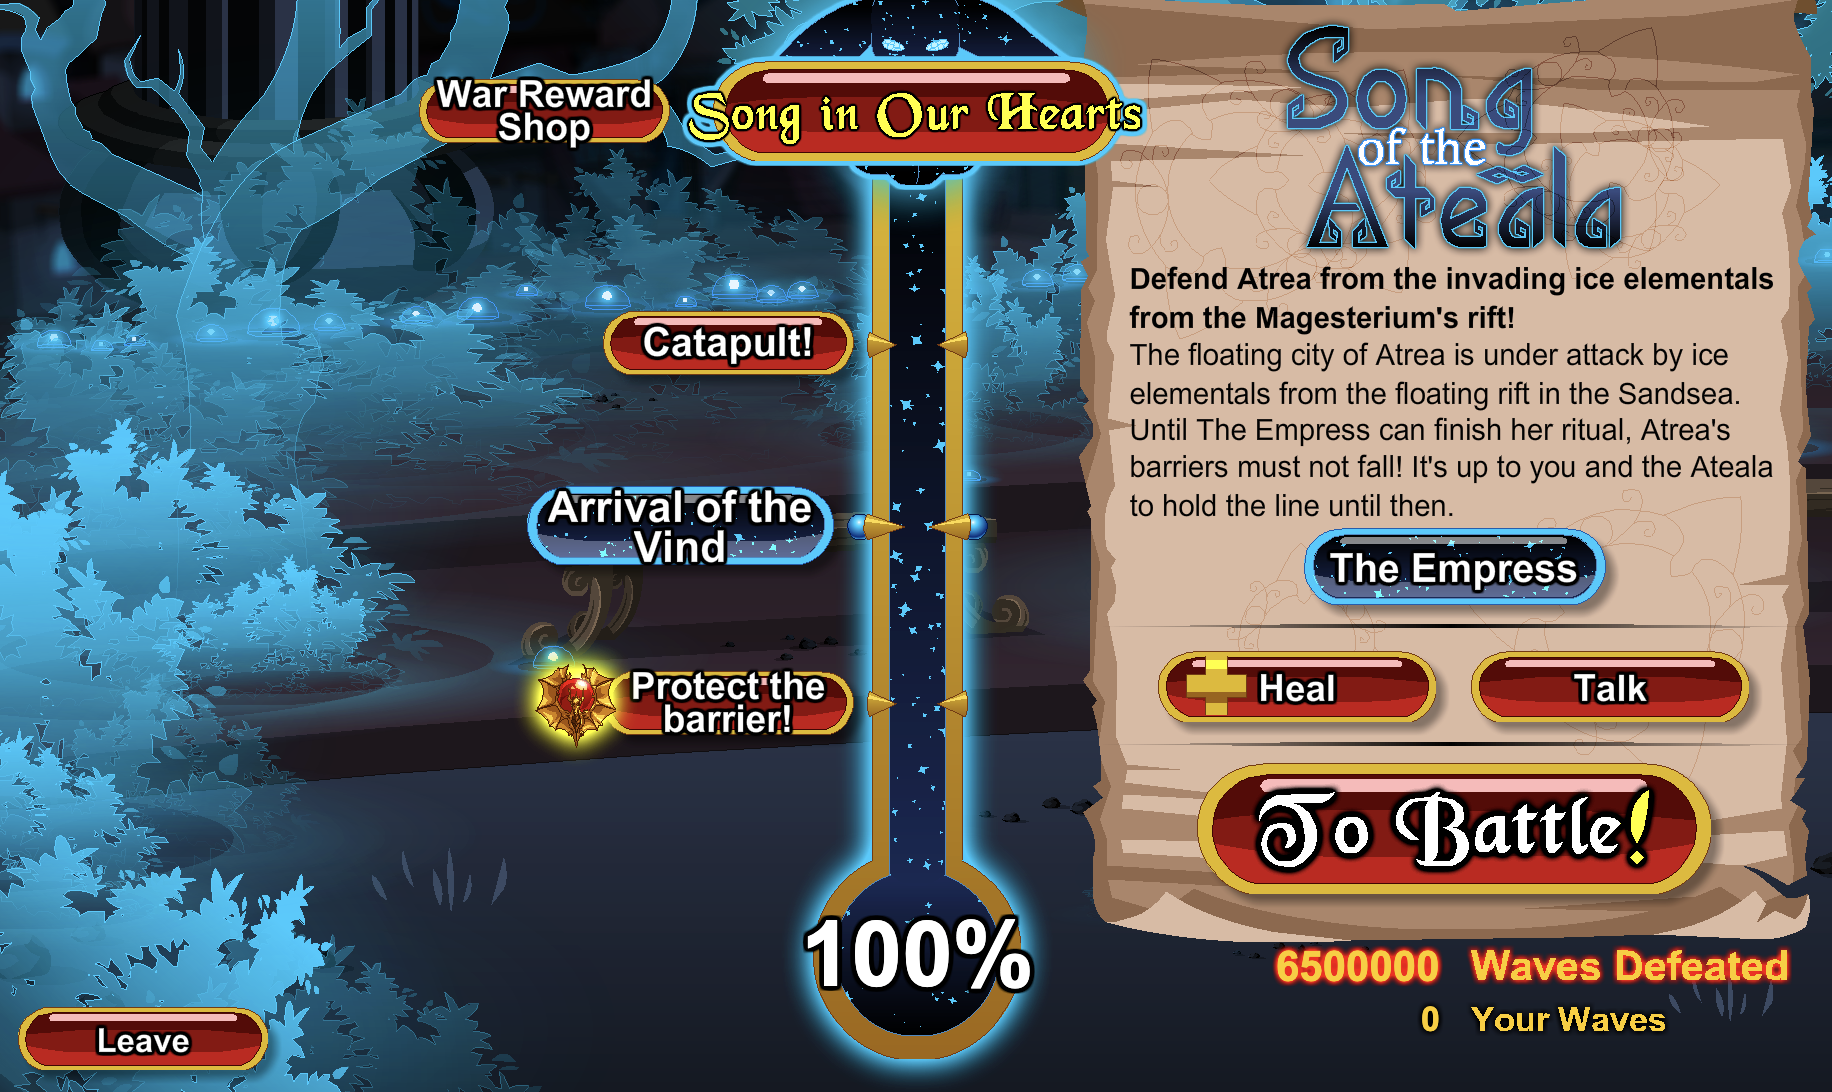 War Reward
Shop
Song in Our Hearts
Catapult!
Arrival of the
Vind
Protect the
barrier!
100%
Leave
Song
of the
Ateala
Defend Atrea from the invading ice elementals
from the Magesterium's rift!
The floating city of Atrea is under attack by ice
elementals from the floating rift in the Sandsea.
Until The Empress can finish her ritual, Atrea's
barriers must not fall! It's up to you and the Ateala
to hold the line until then.
The Empress
Heal
Talk
To Battle!
6500000 Waves Defeated
0 Your Waves